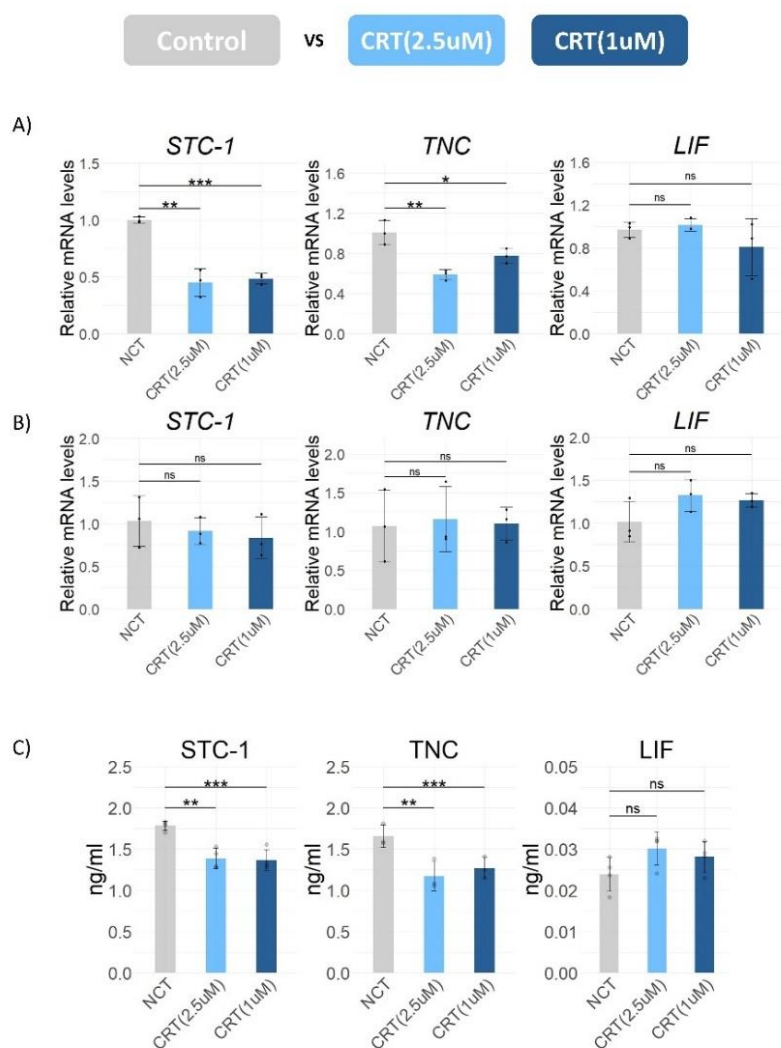 Control vs CRT(2.5uM) CRT(1uM)
A)
STC-1 TNC LIF
Relative mRNA levels
1.5
1.0
0.5
0.0
***
**
NCT CRT(2.5uM) CRT(1uM)
Relative mRNA levels
1.6
1.2
0.8
0.4
0.0
*
**
NCT CRT(2.5uM) CRT(1uM)
Relative mRNA levels
1.6
1.2
0.8
0.4
0.0
ns
ns
NCT CRT(2.5uM) CRT(1uM)
B)
STC-1 TNC LIF
Relative mRNA levels
2.0
1.5
1.0
0.5
0.0
ns
ns
NCT CRT(2.5uM) CRT(1uM)
Relative mRNA levels
2.0
1.5
1.0
0.5
0.0
ns
ns
NCT CRT(2.5uM) CRT(1uM)
Relative mRNA levels
2.0
1.5
1.0
0.5
0.0
ns
ns
NCT CRT(2.5uM) CRT(1uM)
C)
STC-1 TNC LIF
ng/ml
2.5
2.0
1.5
1.0
0.5
0.0
***
**
NCT CRT(2.5uM) CRT(1uM)
ng/ml
2.5
2.0
1.5
1.0
0.5
0.0
***
**
NCT CRT(2.5uM) CRT(1uM)
ng/ml
0.05
0.04
0.03
0.02
0.01
0.00
ns
ns
NCT CRT(2.5uM) CRT(1uM)